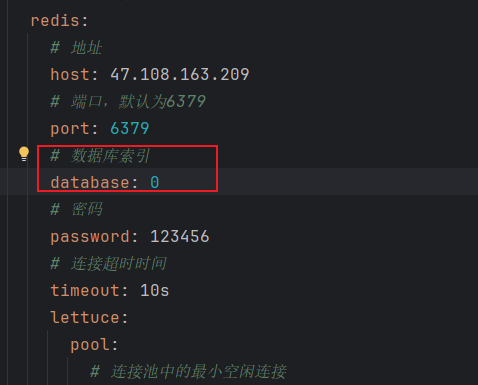 redis:
# 地址
host: 47.108.163.209
# 端口，默认为6379
port: 6379
# 数据库索引
database: 0
# 密码
password: 123456
# 连接超时时间
timeout: 10s
lettuce:
pool:
# 连接池中的最小空闲连接